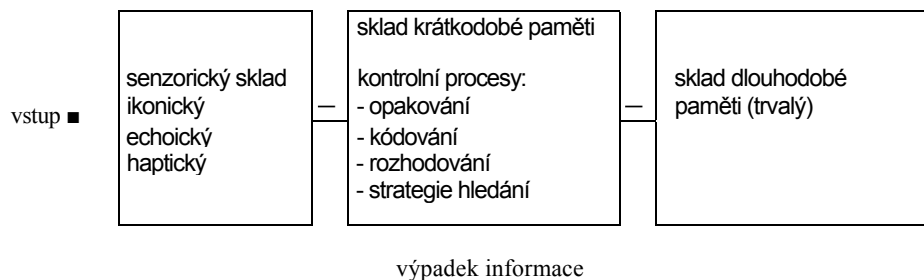 vstup ■
senzorický sklad
ikonický
echoický
haptický
sklad krátkodobé paměti
kontrolní procesy:
- opakování
- kódování
- rozhodování
- strategie hledání
sklad dlouhodobé
paměti (trvalý)
výpadek informace